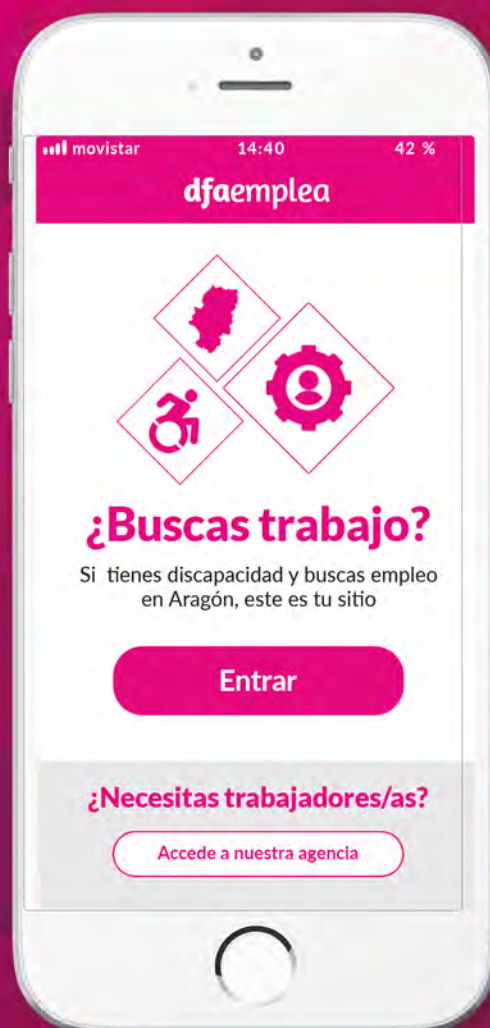 movistar 14:40 42 %
dfaemplea
¿Buscas trabajo?
Si tienes discapacidad y buscas empleo
en Aragón, este es tu sitio
Entrar
¿Necesitas trabajadores/as?
Accede a nuestra agencia